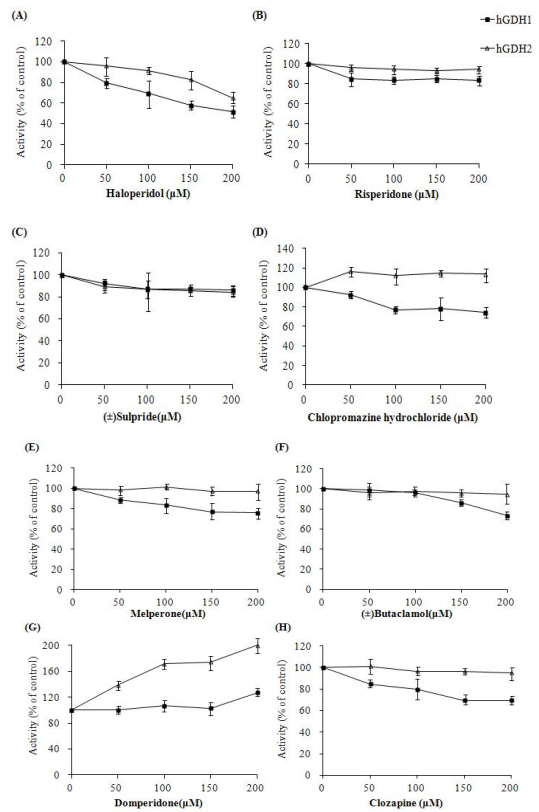 hGDH1
hGDH2
(A)
Activity (% of control)
120
100
80
60
40
20
0
0 50 100 150 200
Haloperidol (µM)
(B)
Activity (% of control)
120
100
80
60
40
20
0
0 50 100 150 200
Risperidone (µM)
(C)
Activity (% of control)
120
100
80
60
40
20
0
0 50 100 150 200
(±)Sulpride(µM)
(D)
Activity (% of control)
140
120
100
80
60
40
20
0
0 50 100 150 200
Chlopromazine hydrochloride (µM)
(E)
Activity (% of control)
120
100
80
60
40
20
0
0 50 100 150 200
Melperone(µM)
(F)
Activity (% of control)
120
100
80
60
40
20
0
0 50 100 150 200
(±)Butaclamol(µM)
(G)
Activity (% of control)
200
160
120
80
40
0
0 50 100 150 200
Domperidone(µM)
(H)
Activity (% of control)
120
100
80
60
40
20
0
0 50 100 150 200
Clozapine (µM)